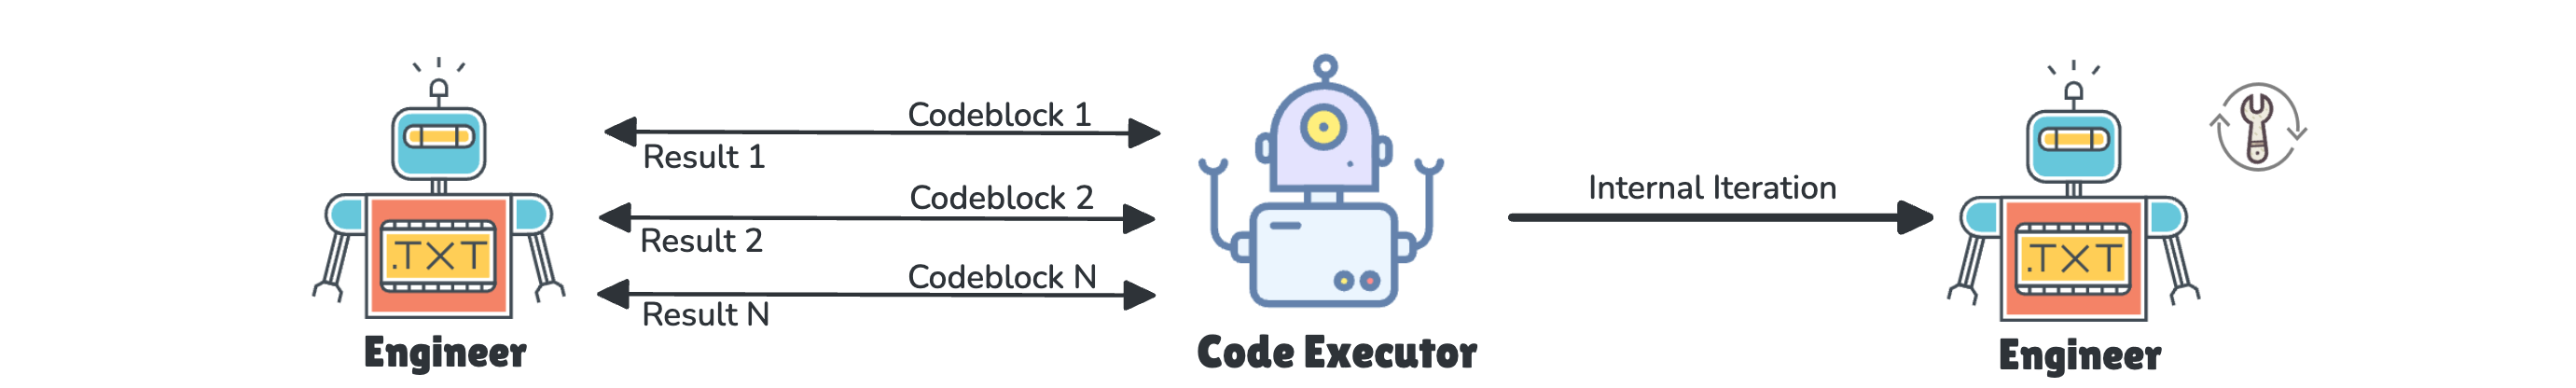 Codeblock 1
Result 1
Codeblock 2
Result 2
Codeblock N
Result N
Internal Iteration
.TXT
.TXT
Engineer
Code Executor
Engineer